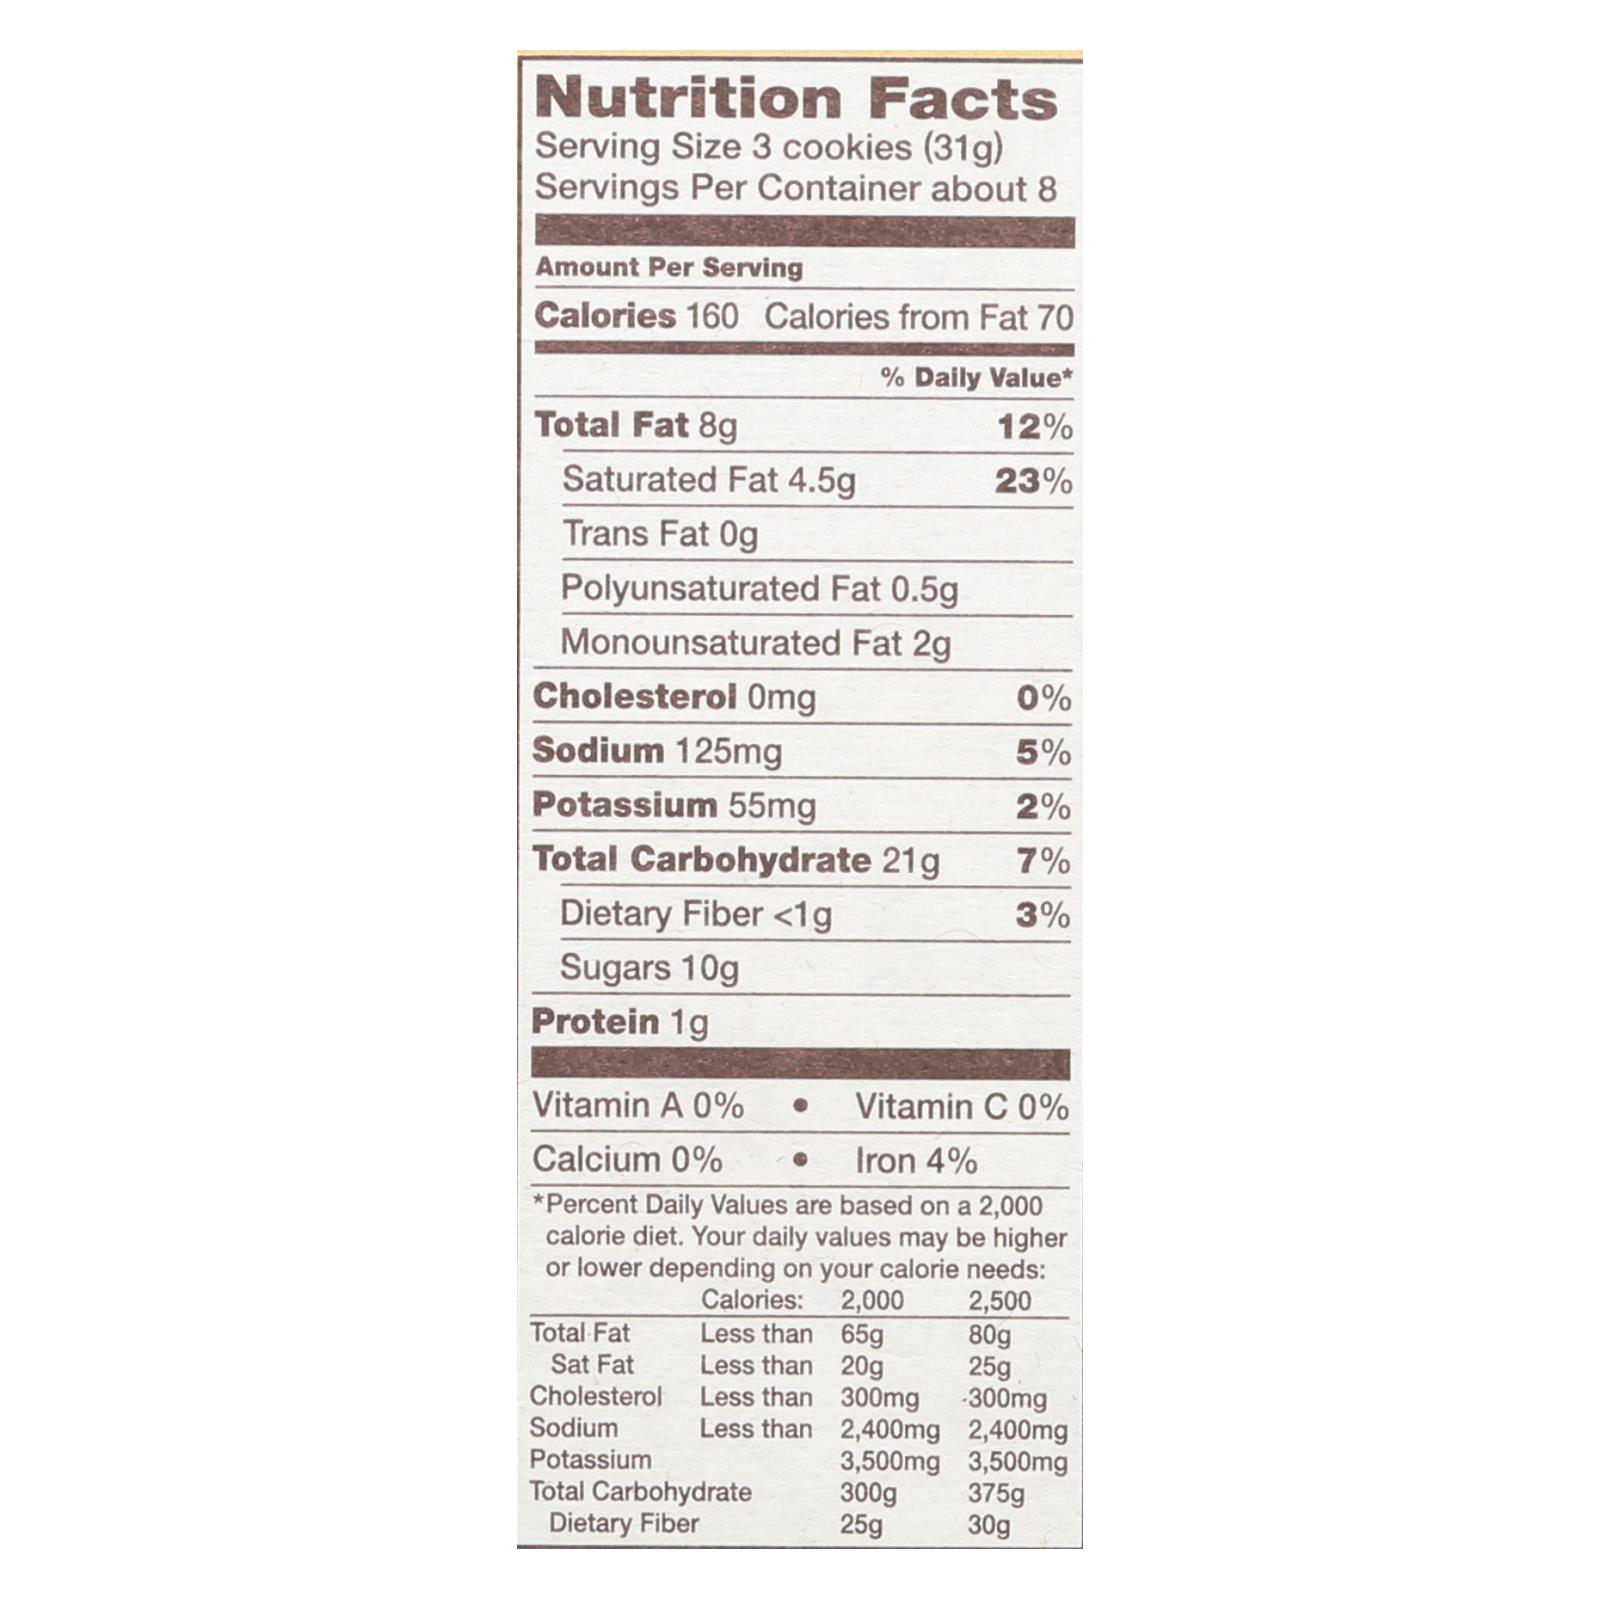 Nutrition Facts
Serving Size 3 cookies (31g)
Servings Per Container about 8
Amount Per Serving
Calories 160 Calories from Fat 70
% Daily Value*
Total Fat 8g 12%
Saturated Fat 4.5g 23%
Trans Fat 0g
Polyunsaturated Fat 0.5g
Monounsaturated Fat 2g
Cholesterol 0mg 0%
Sodium 125mg 5%
Potassium 55mg 2%
Total Carbohydrate 21g 7%
Dietary Fiber <1g 3%
Sugars 10g
Protein 1g
Vitamin A 0% • Vitamin C 0%
Calcium 0% • Iron 4%
*Percent Daily Values are based on a 2,000
calorie diet. Your daily values may be higher
or lower depending on your calorie needs:
Calories: 2,000 2,500
Total Fat Less than 65g 80g
Sat Fat Less than 20g 25g
Cholesterol Less than 300mg 300mg
Sodium Less than 2,400mg 2,400mg
Potassium 3,500mg 3,500mg
Total Carbohydrate 300g 375g
Dietary Fiber 25g 30g